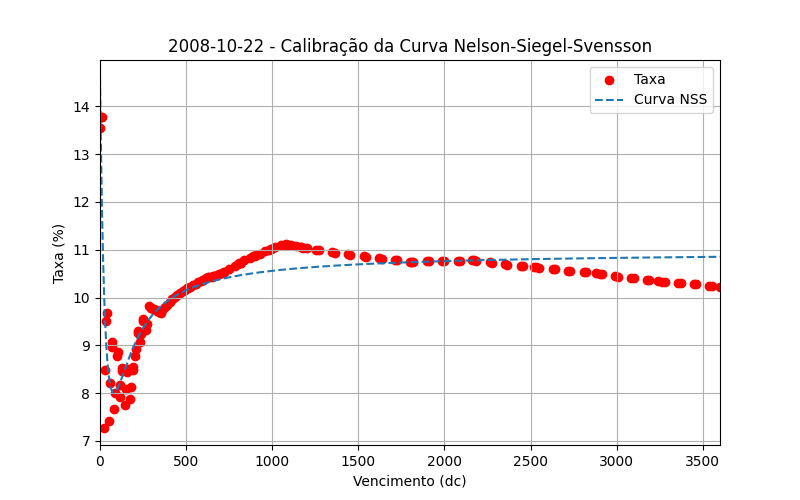 2008-10-22 - Calibração da Curva Nelson-Siegel-Svensson
Taxa
Curva NSS
Taxa (%)
14
13
12
11
10
9
8
7
0 500 1000 1500 2000 2500 3000 3500
Vencimento (dc)